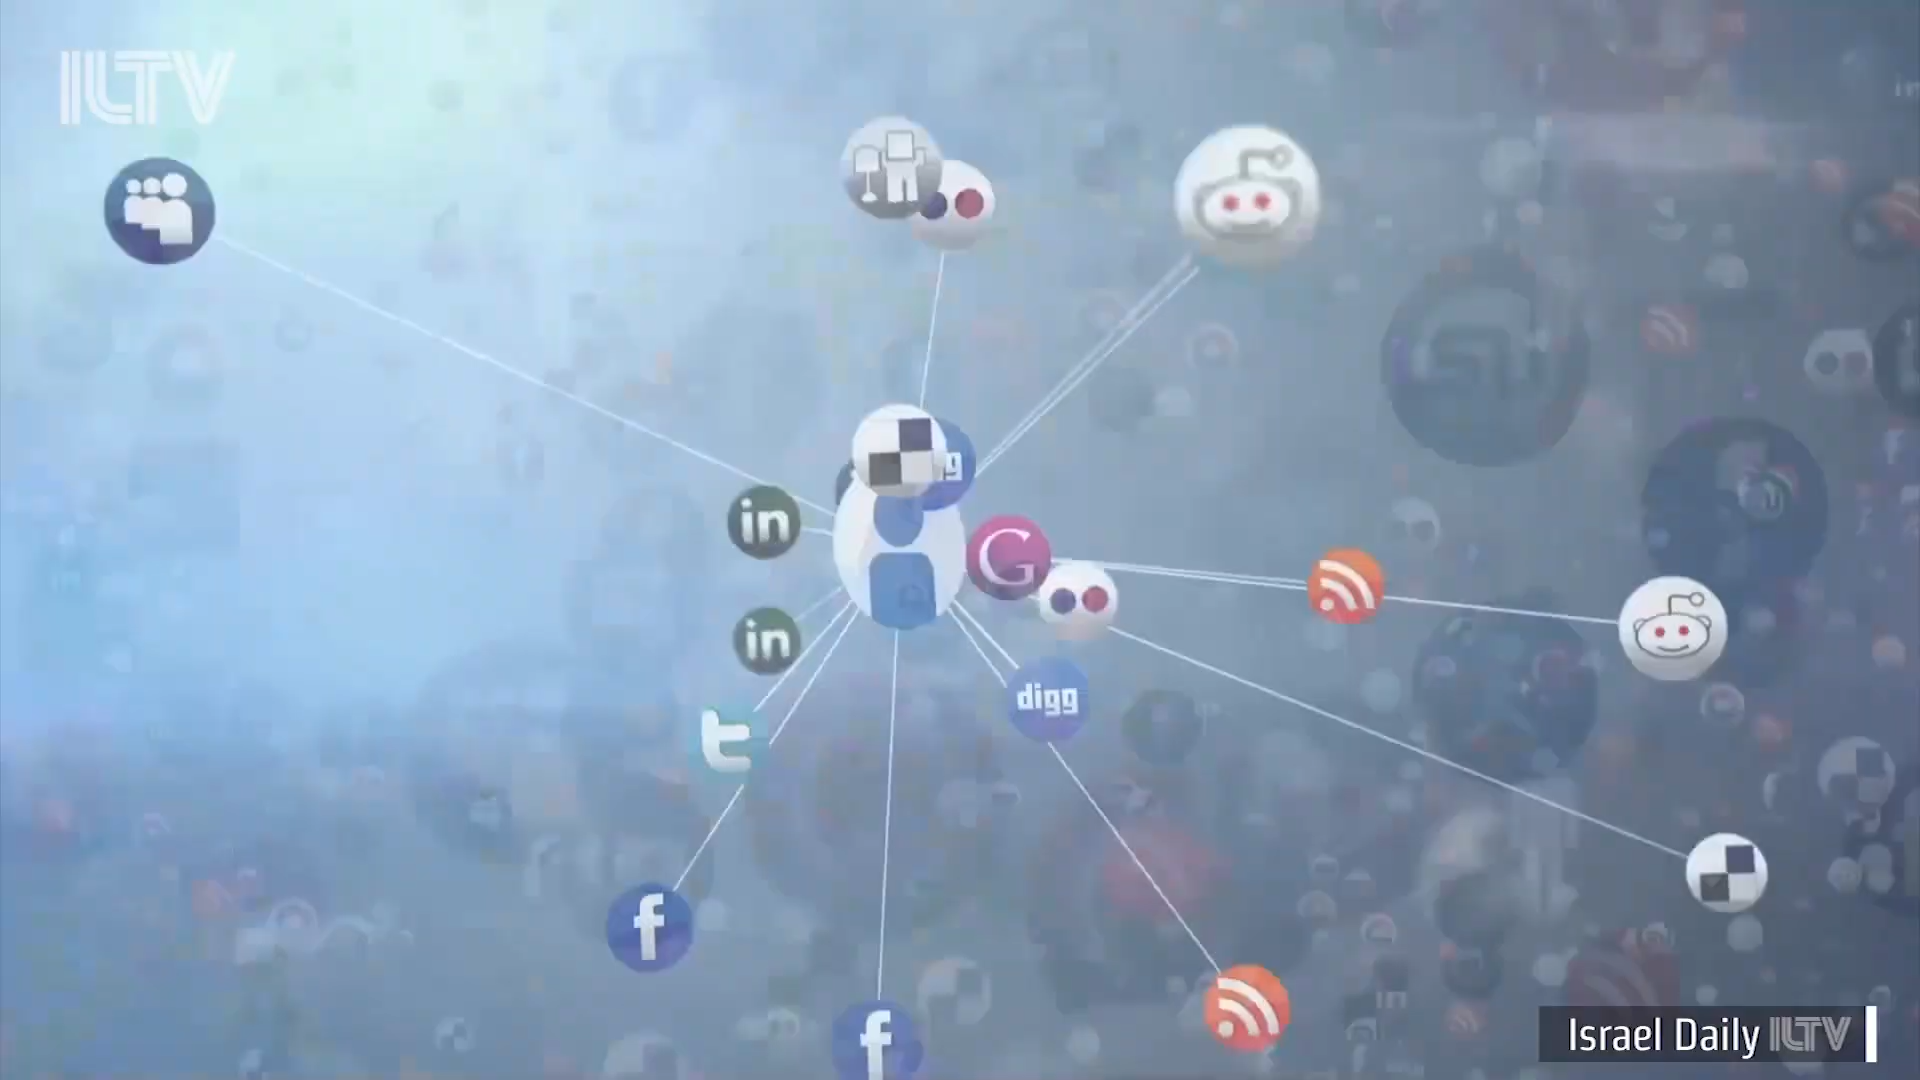 ILTV
g
in
G
in
digg
t
f
f
Israel Daily ILTV